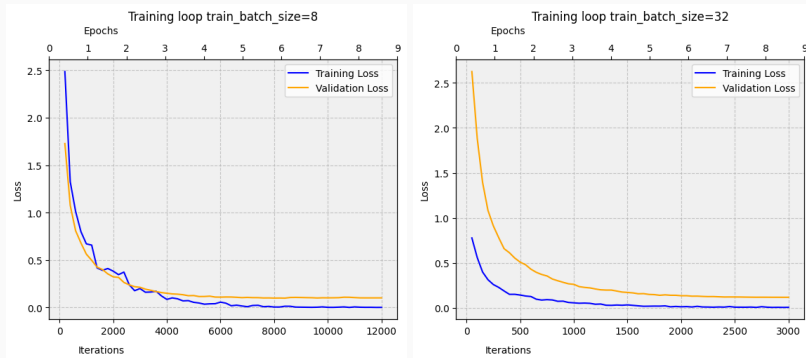 Training loop train_batch_size=8
Epochs
0 1 2 3 4 5 6 7 8 9
2.5
2.0
1.5
1.0
0.5
0.0
Loss
Training Loss
Validation Loss
0 2000 4000 6000 8000 10000 12000
Iterations
Training loop train_batch_size=32
Epochs
0 1 2 3 4 5 6 7 8 9
2.5
2.0
1.5
1.0
0.5
0.0
Loss
Training Loss
Validation Loss
0 500 1000 1500 2000 2500 3000
Iterations